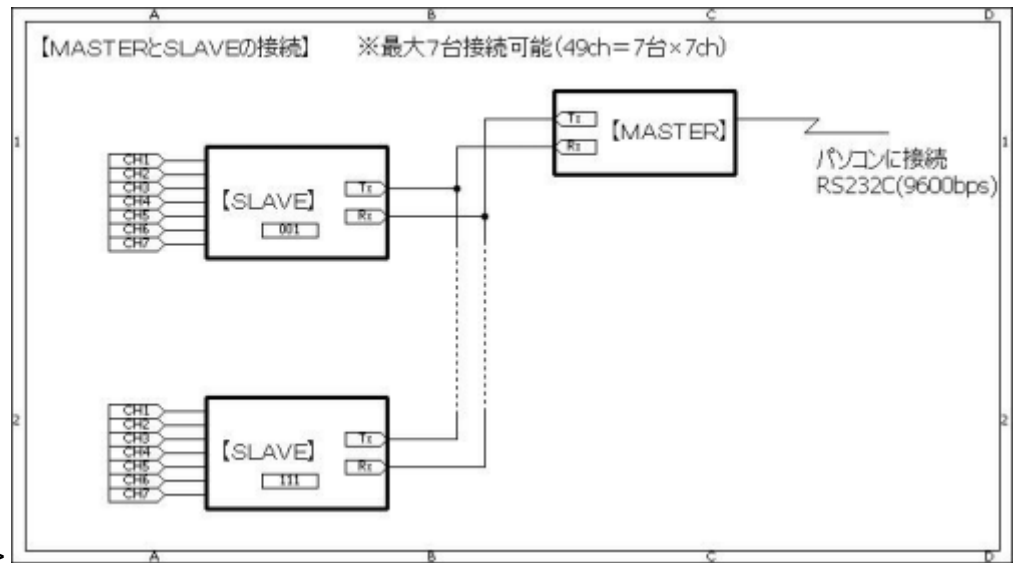 A B C D
【MASTERとSLAVEの接続】 ※最大7台接続可能(49ch=7台×7ch)
1 1
Tx
【MASTER】
Rx
パソコンに接続
RS232C(9600bps)
CH1
CH2
CH3
CH4
CH5
CH6
CH7
【SLAVE】
001
Tx
Rx
2 2
CH1
CH2
CH3
CH4
CH5
CH6
CH7
【SLAVE】
111
Tx
Rx
A B C D